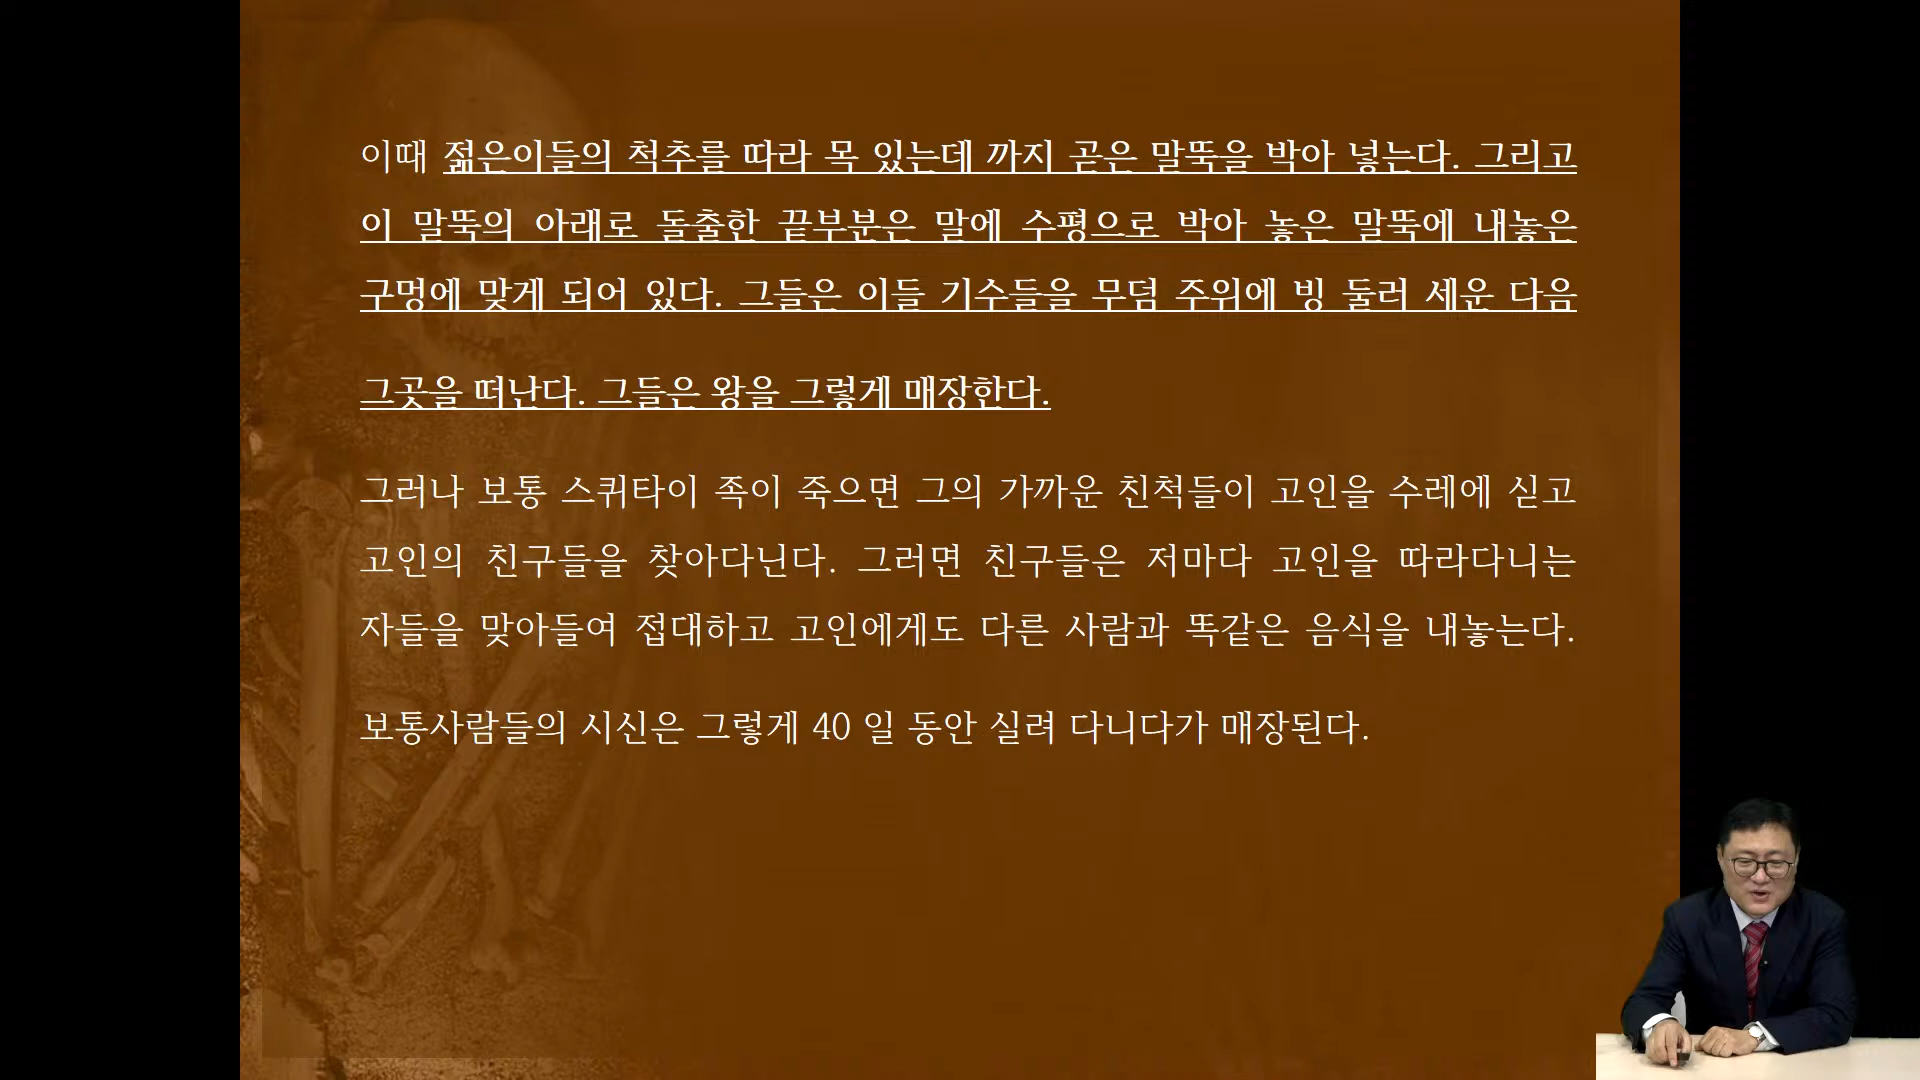 이때 젊은이들의 척추를 따라 목 있는데 까지 곧은 말뚝을 박아 넣는다. 그리고
이 말뚝의 아래로 돌출한 끝부분은 말에 수평으로 박아 놓은 말뚝에 내놓은
구멍에 맞게 되어 있다. 그들은 이들 기수들을 무덤 주위에 빙 둘러 세운 다음
그곳을 떠난다. 그들은 왕을 그렇게 매장한다.
그러나 보통 스퀴타이 족이 죽으면 그의 가까운 친척들이 고인을 수레에 싣고
고인의 친구들을 찾아다닌다. 그러면 친구들은 저마다 고인을 따라다니는
자들을 맞아들여 접대하고 고인에게도 다른 사람과 똑같은 음식을 내놓는다.
보통사람들의 시신은 그렇게 40 일 동안 실려 다니다가 매장된다.